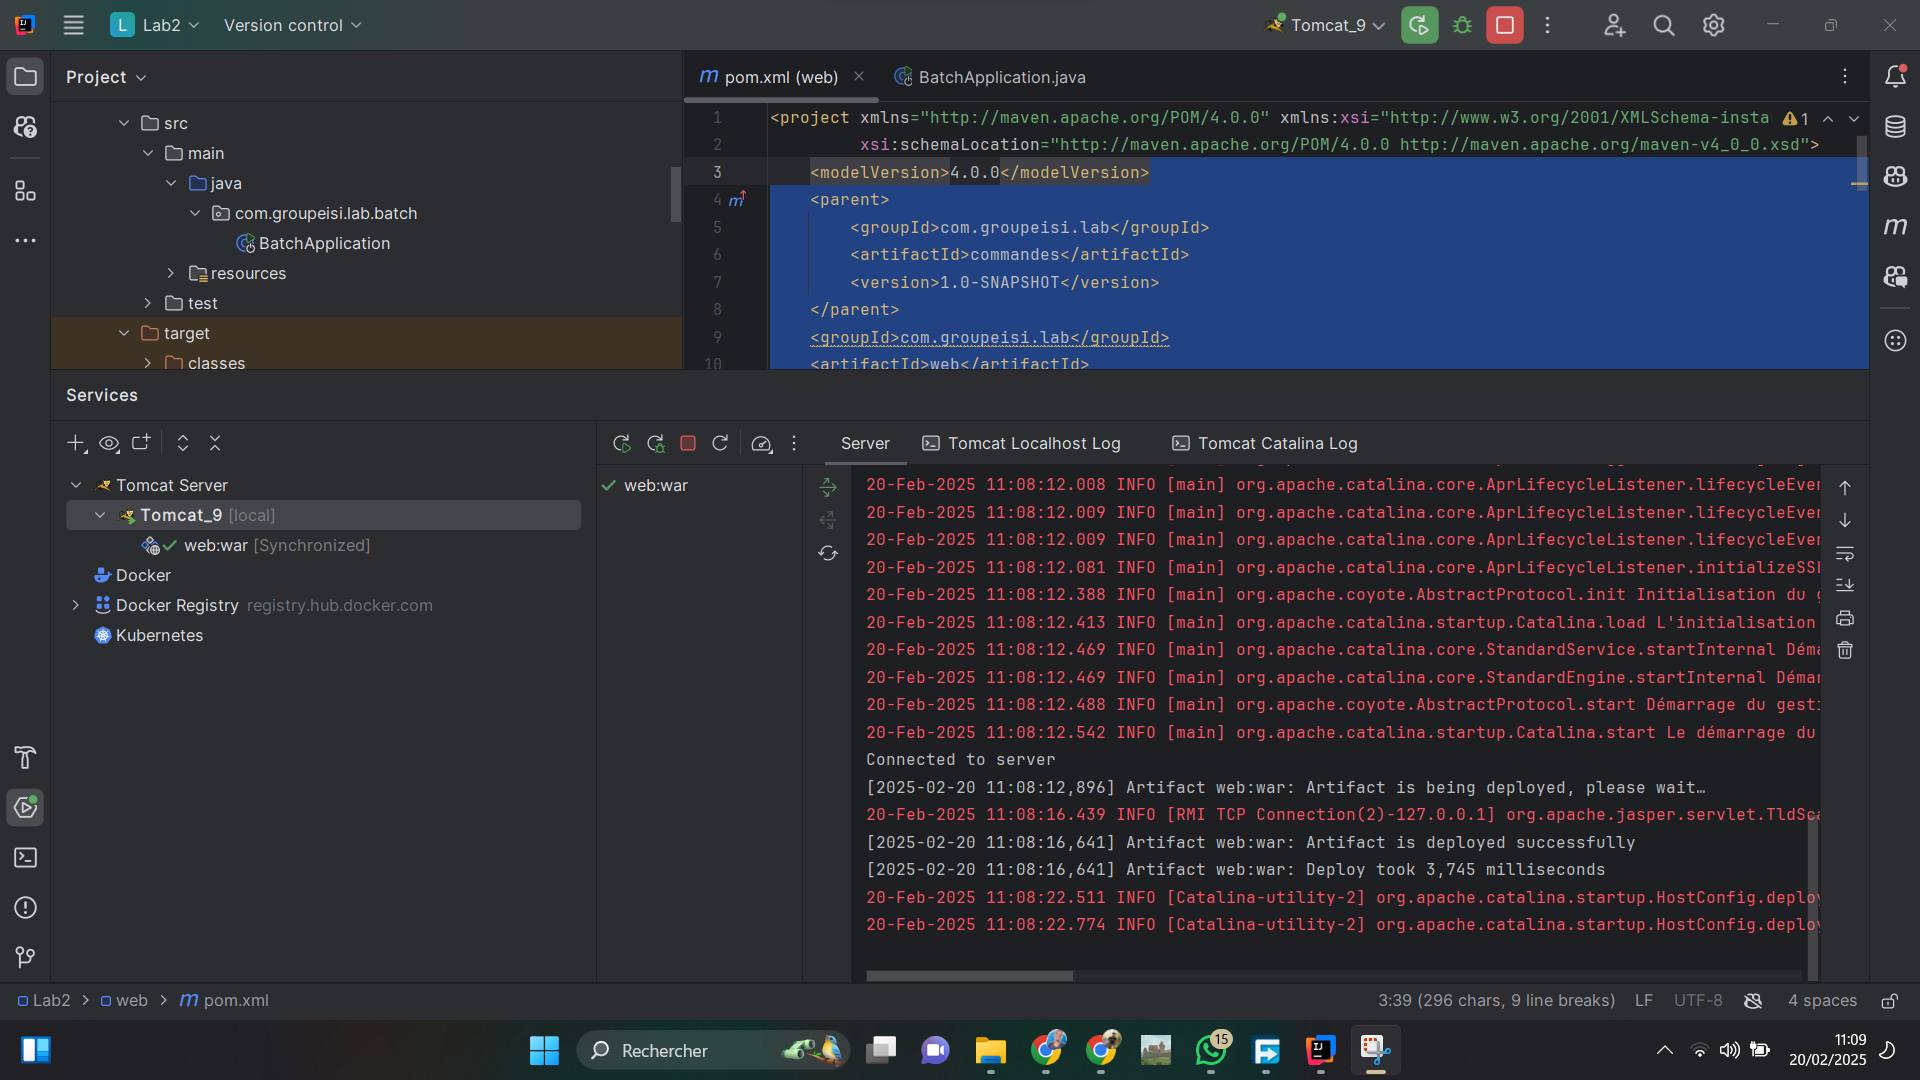 L Lab2 Version control Tomcat_9
Project
pom.xml (web) BatchApplication.java
src
main
java
com.groupeisi.lab.batch
BatchApplication
resources
test
target
classes
1 <project xmlns="http://maven.apache.org/POM/4.0.0" xmlns:xsi="http://www.w3.org/2001/XMLSchema-insta 1
2 xsi:schemaLocation="http://maven.apache.org/POM/4.0.0 http://maven.apache.org/maven-v4_0_0.xsd">
3 <modelVersion>4.0.0</modelVersion>
4 <parent>
5 <groupId>com.groupeisi.lab</groupId>
6 <artifactId>commandes</artifactId>
7 <version>1.0-SNAPSHOT</version>
8 </parent>
9 <groupId>com.groupeisi.lab</groupId>
10 <artifactId>web</artifactId>
Services
Server Tomcat Localhost Log Tomcat Catalina Log
Tomcat Server
Tomcat_9 [local]
web:war [Synchronized]
Docker
Docker Registry registry.hub.docker.com
Kubernetes
web:war
20-Feb-2025 11:08:12.008 INFO [main] org.apache.catalina.core.AprLifecycleListener.lifecycleEven
20-Feb-2025 11:08:12.009 INFO [main] org.apache.catalina.core.AprLifecycleListener.lifecycleEven
20-Feb-2025 11:08:12.009 INFO [main] org.apache.catalina.core.AprLifecycleListener.lifecycleEven
20-Feb-2025 11:08:12.081 INFO [main] org.apache.catalina.core.AprLifecycleListener.initializeSSL
20-Feb-2025 11:08:12.388 INFO [main] org.apache.coyote.AbstractProtocol.init Initialisation du g
20-Feb-2025 11:08:12.413 INFO [main] org.apache.catalina.startup.Catalina.load L'initialisation
20-Feb-2025 11:08:12.469 INFO [main] org.apache.catalina.core.StandardService.startInternal Déma
20-Feb-2025 11:08:12.469 INFO [main] org.apache.catalina.core.StandardEngine.startInternal Démar
20-Feb-2025 11:08:12.488 INFO [main] org.apache.coyote.AbstractProtocol.start Démarrage du gesti
20-Feb-2025 11:08:12.542 INFO [main] org.apache.catalina.startup.Catalina.start Le démarrage du
Connected to server
[2025-02-20 11:08:12,896] Artifact web:war: Artifact is being deployed, please wait…
20-Feb-2025 11:08:16.439 INFO [RMI TCP Connection(2)-127.0.0.1] org.apache.jasper.servlet.TldSca
[2025-02-20 11:08:16,641] Artifact web:war: Artifact is deployed successfully
[2025-02-20 11:08:16,641] Artifact web:war: Deploy took 3,745 milliseconds
20-Feb-2025 11:08:22.511 INFO [Catalina-utility-2] org.apache.catalina.startup.HostConfig.deploy
20-Feb-2025 11:08:22.774 INFO [Catalina-utility-2] org.apache.catalina.startup.HostConfig.deploy
Lab2 > web > pom.xml 3:39 (296 chars, 9 line breaks) LF UTF-8 4 spaces
Rechercher
15
11:09
20/02/2025